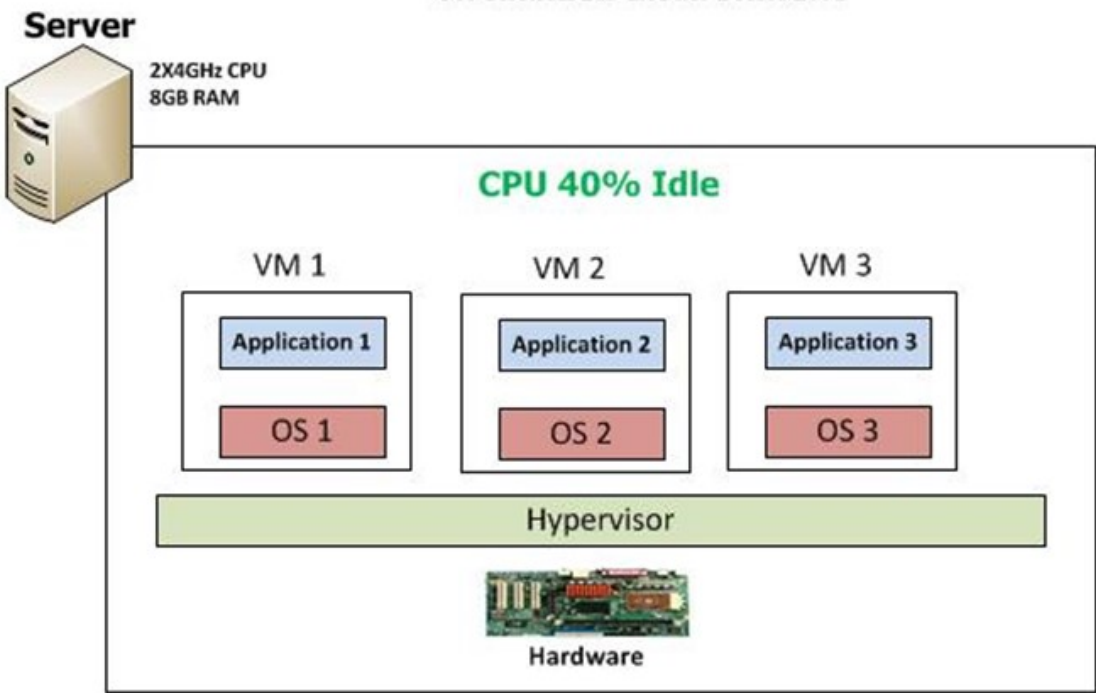 Server
2X4GHz CPU
8GB RAM
CPU 40% Idle
VM 1
VM 2
VM 3
Application 1
Application 2
Application 3
OS 1
OS 2
OS 3
Hypervisor
Hardware